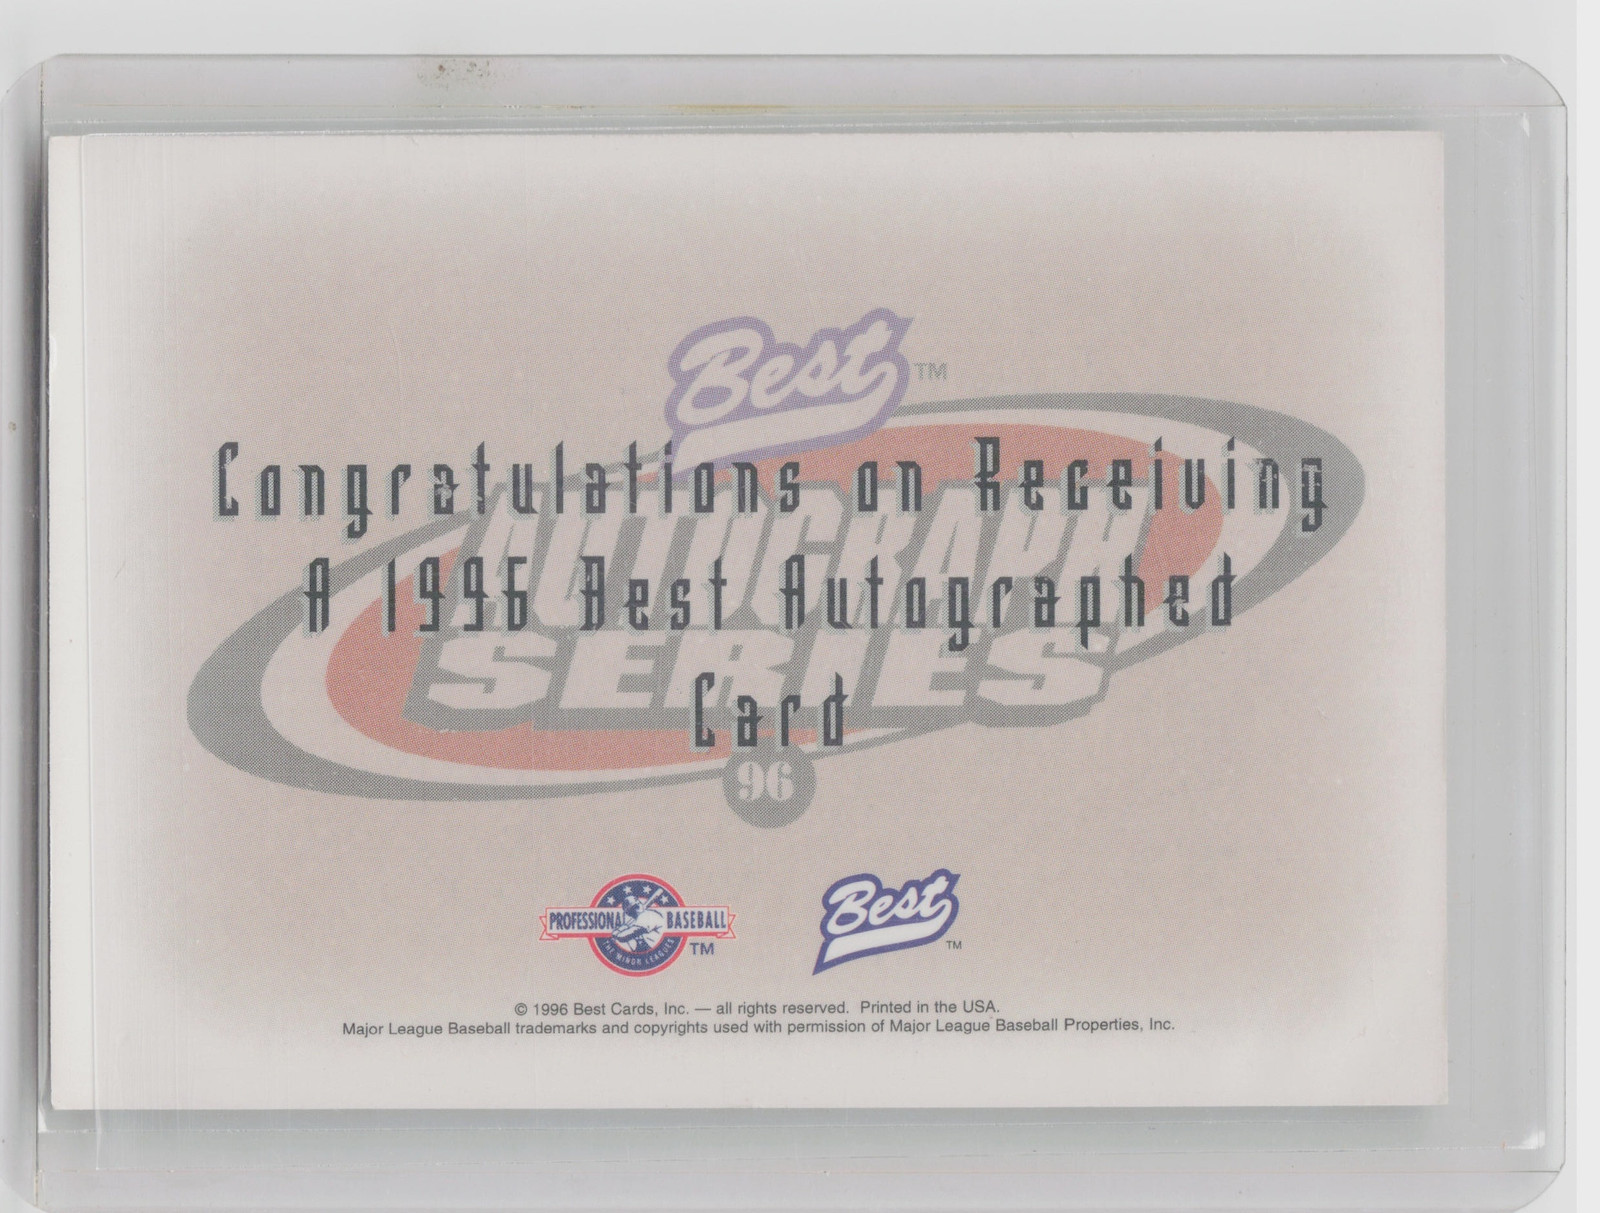 Best TM
Congratulations on Receiving
AUTOGRAPH
A 1996 Best Autographed
SERIES
Card
96
PROFESSIONAL BASEBALL
THE MINOR LEAGUES
TM
Best
TM
© 1996 Best Cards, Inc. — all rights reserved. Printed in the USA.
Major League Baseball trademarks and copyrights used with permission of Major League Baseball Properties, Inc.